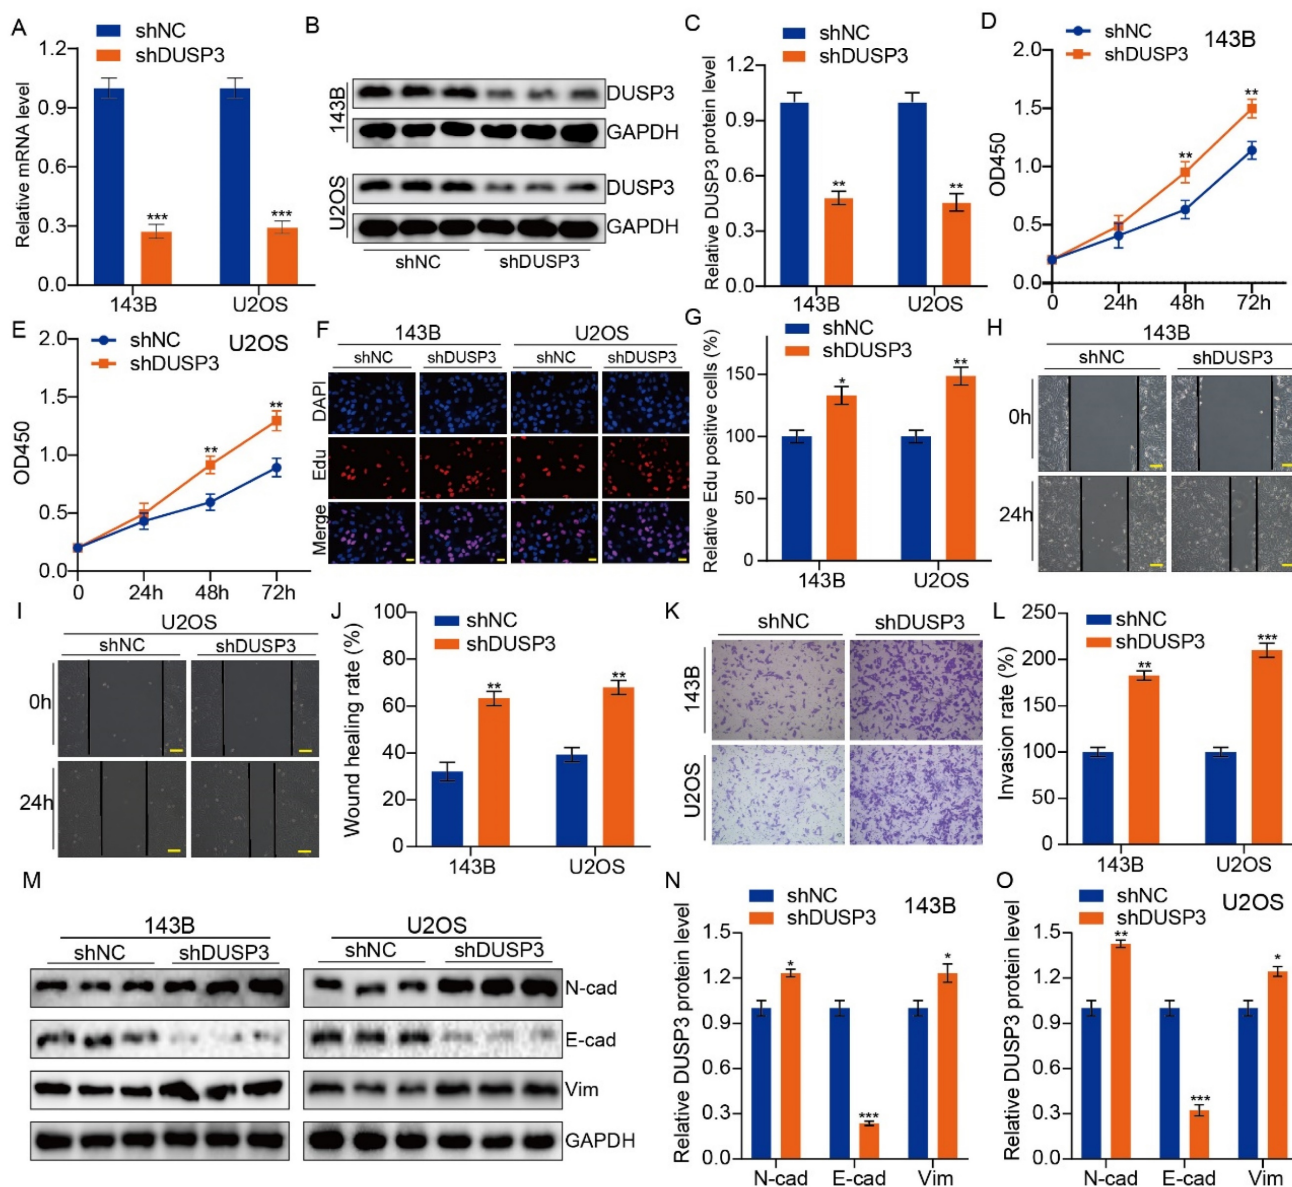 A
shNC
shDUSP3
Relative mRNA level
1.2
0.9
0.6
0.3
0.0
***
***
143B
U2OS
B
143B
DUSP3
GAPDH
U2OS
DUSP3
GAPDH
shNC
shDUSP3
C
shNC
shDUSP3
Relative DUSP3 protein level
1.2
0.9
0.6
0.3
0.0
**
**
143B
U2OS
D
shNC
shDUSP3
143B
OD450
2.0
1.5
1.0
0.5
0.0
**
**
0
24h
48h
72h
E
shNC
shDUSP3
U2OS
OD450
2.0
1.5
1.0
0.5
0.0
**
**
0
24h
48h
72h
F
143B
U2OS
shNC
shDUSP3
shNC
shDUSP3
DAPI
Edu
Merge
G
shNC
shDUSP3
Relative Edu positive cells (%)
150
100
50
0
*
**
143B
U2OS
H
143B
shNC
shDUSP3
0h
24h
I
U2OS
shNC
shDUSP3
0h
24h
J
shNC
shDUSP3
Wound healing rate (%)
100
80
60
40
20
0
**
**
143B
U2OS
K
shNC
shDUSP3
143B
U2OS
L
shNC
shDUSP3
Invasion rate (%)
250
200
150
100
50
0
**
***
143B
U2OS
M
143B
U2OS
shNC
shDUSP3
shNC
shDUSP3
N-cad
E-cad
Vim
GAPDH
N
shNC
shDUSP3
143B
Relative DUSP3 protein level
1.5
1.2
0.9
0.6
0.3
0.0
*
***
*
N-cad
E-cad
Vim
O
shNC
shDUSP3
U2OS
Relative DUSP3 protein level
1.5
1.2
0.9
0.6
0.3
0.0
**
***
*
N-cad
E-cad
Vim